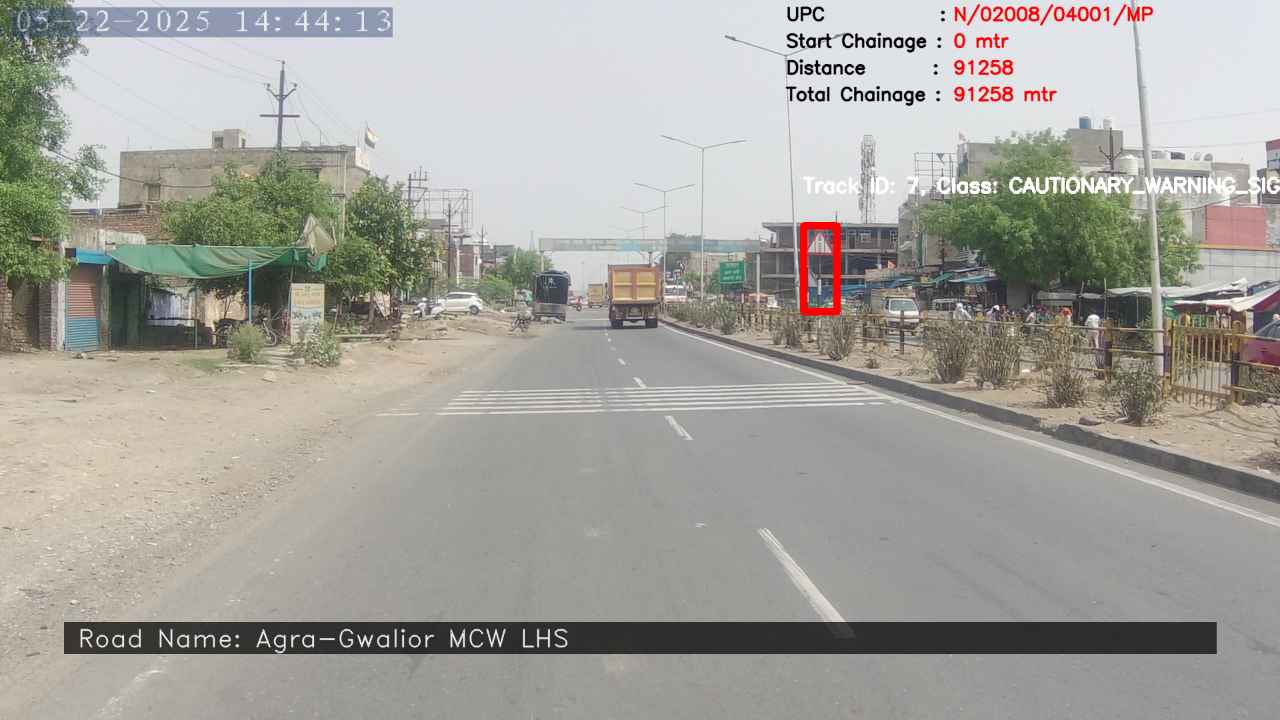 05-22-2025 14:44:13
UPC : N/02008/04001/MP
Start Chainage : 0 mtr
Distance : 91258
Total Chainage : 91258 mtr
Track ID: 7, Class: CAUTIONARY_WARNING_SIG
Road Name: Agra-Gwalior MCW LHS